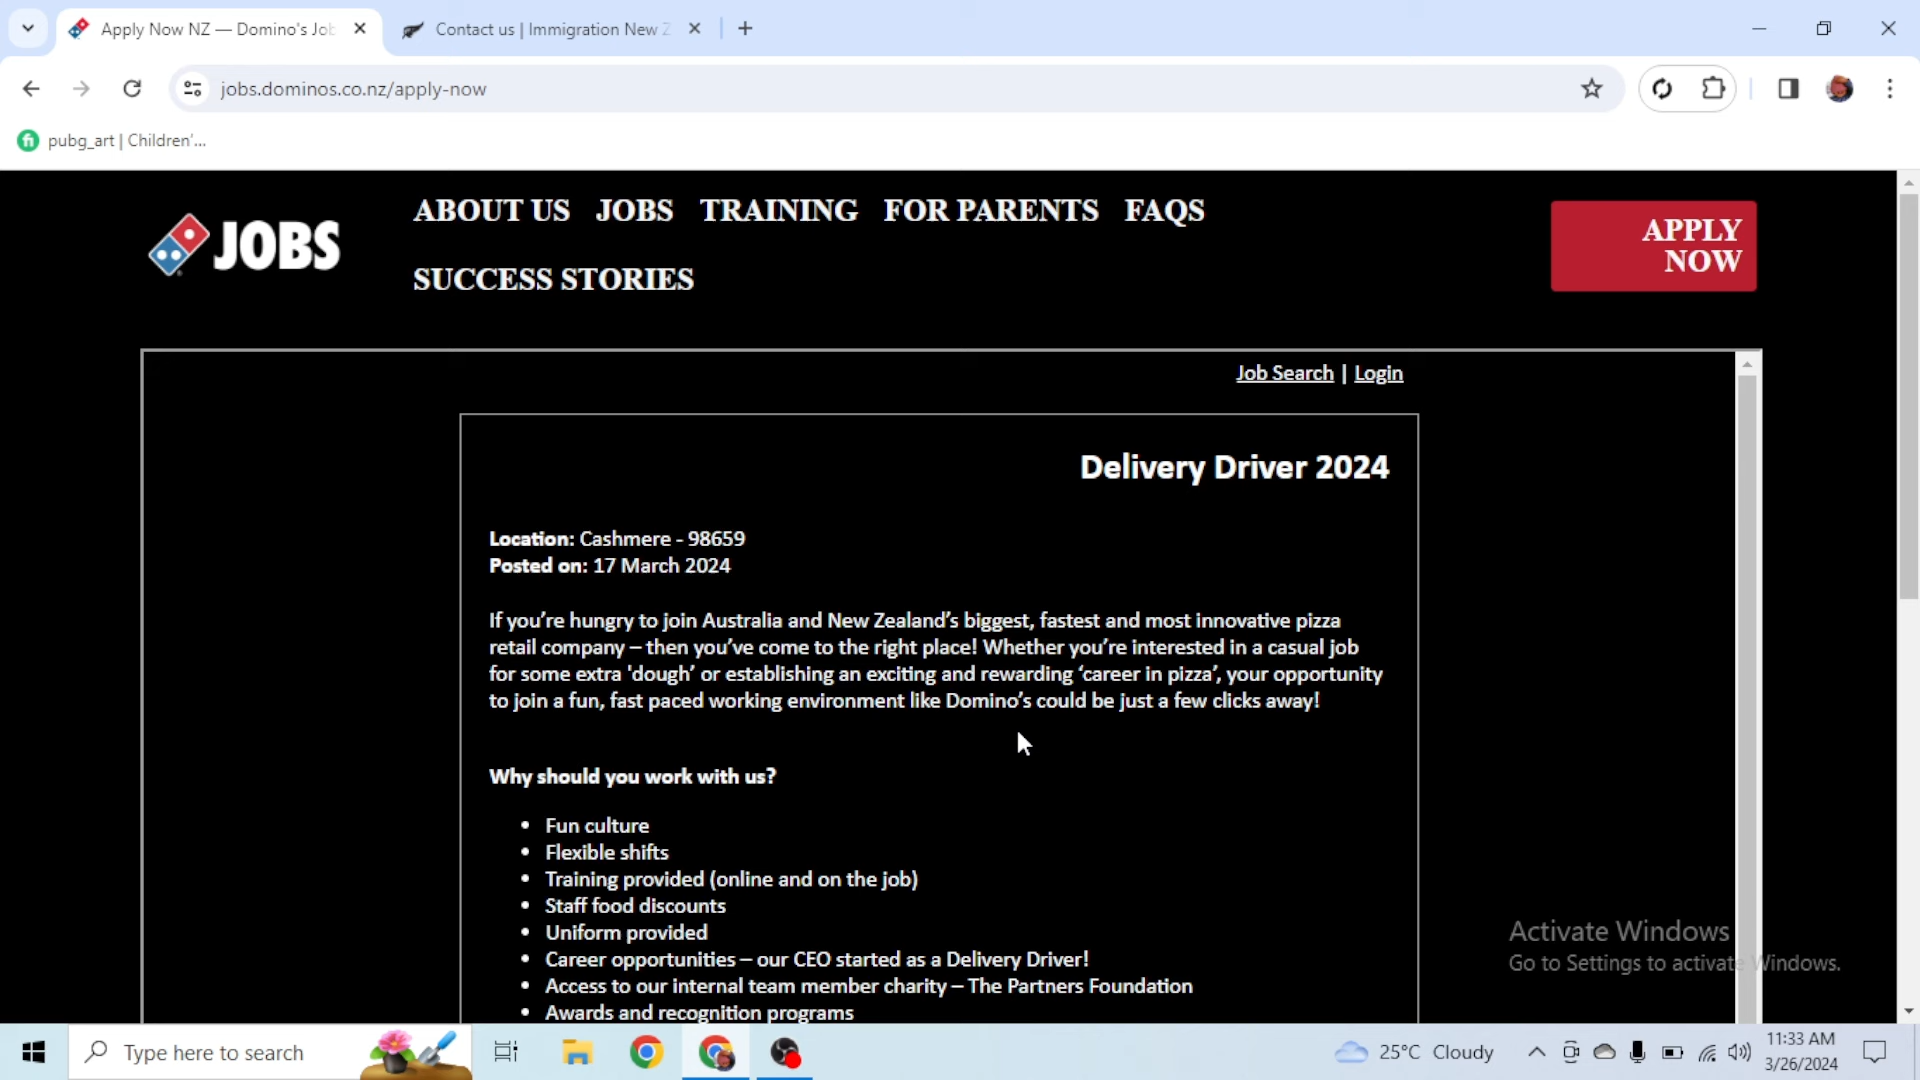 Apply Now NZ — Domino's Job
Contact us | Immigration New Z
jobs.dominos.co.nz/apply-now
pubg_art | Children'...
JOBS
ABOUT US JOBS TRAINING FOR PARENTS FAQS
SUCCESS STORIES
APPLY
NOW
Job Search | Login
Delivery Driver 2024
Location: Cashmere - 98659
Posted on: 17 March 2024
If you’re hungry to join Australia and New Zealand’s biggest, fastest and most innovative pizza
retail company – then you’ve come to the right place! Whether you’re interested in a casual job
for some extra 'dough’ or establishing an exciting and rewarding ‘career in pizza’, your opportunity
to join a fun, fast paced working environment like Domino’s could be just a few clicks away!
Why should you work with us?
• Fun culture
• Flexible shifts
• Training provided (online and on the job)
• Staff food discounts
• Uniform provided
• Career opportunities – our CEO started as a Delivery Driver!
• Access to our internal team member charity – The Partners Foundation
• Awards and recognition programs
Activate Windows
Go to Settings to activate Windows.
Type here to search
25°C Cloudy
11:33 AM
3/26/2024